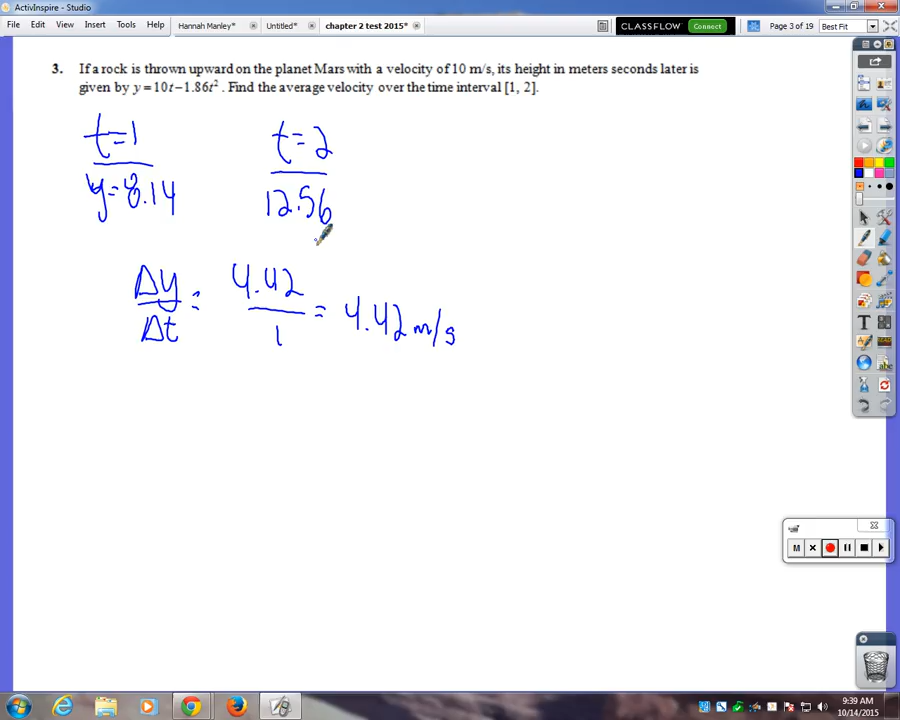 ActivInspire - Studio
File Edit View Insert Tools Help Hannah Manley* Untitled* chapter 2 test 2015* CLASSFLOW Connect Page 3 of 19 Best Fit
3. If a rock is thrown upward on the planet Mars with a velocity of 10 m/s, its height in meters seconds later is
given by y = 10t − 1.86t². Find the average velocity over the time interval [1, 2].
t=1 t=2
y=8.14 12.56
Δy/Δt = 4.42/1 = 4.42 m/s
M
9:39 AM
10/14/2015